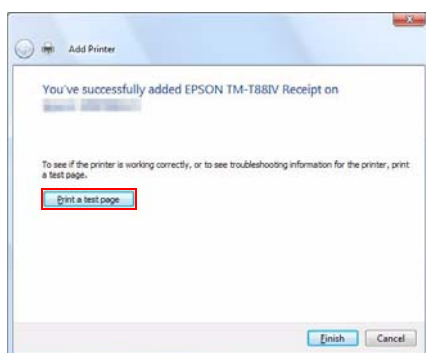 Add Printer
You've successfully added EPSON TM-T88IV Receipt on
To see if the printer is working correctly, or to see troubleshooting information for the printer, print
a test page.
Print a test page
Finish Cancel